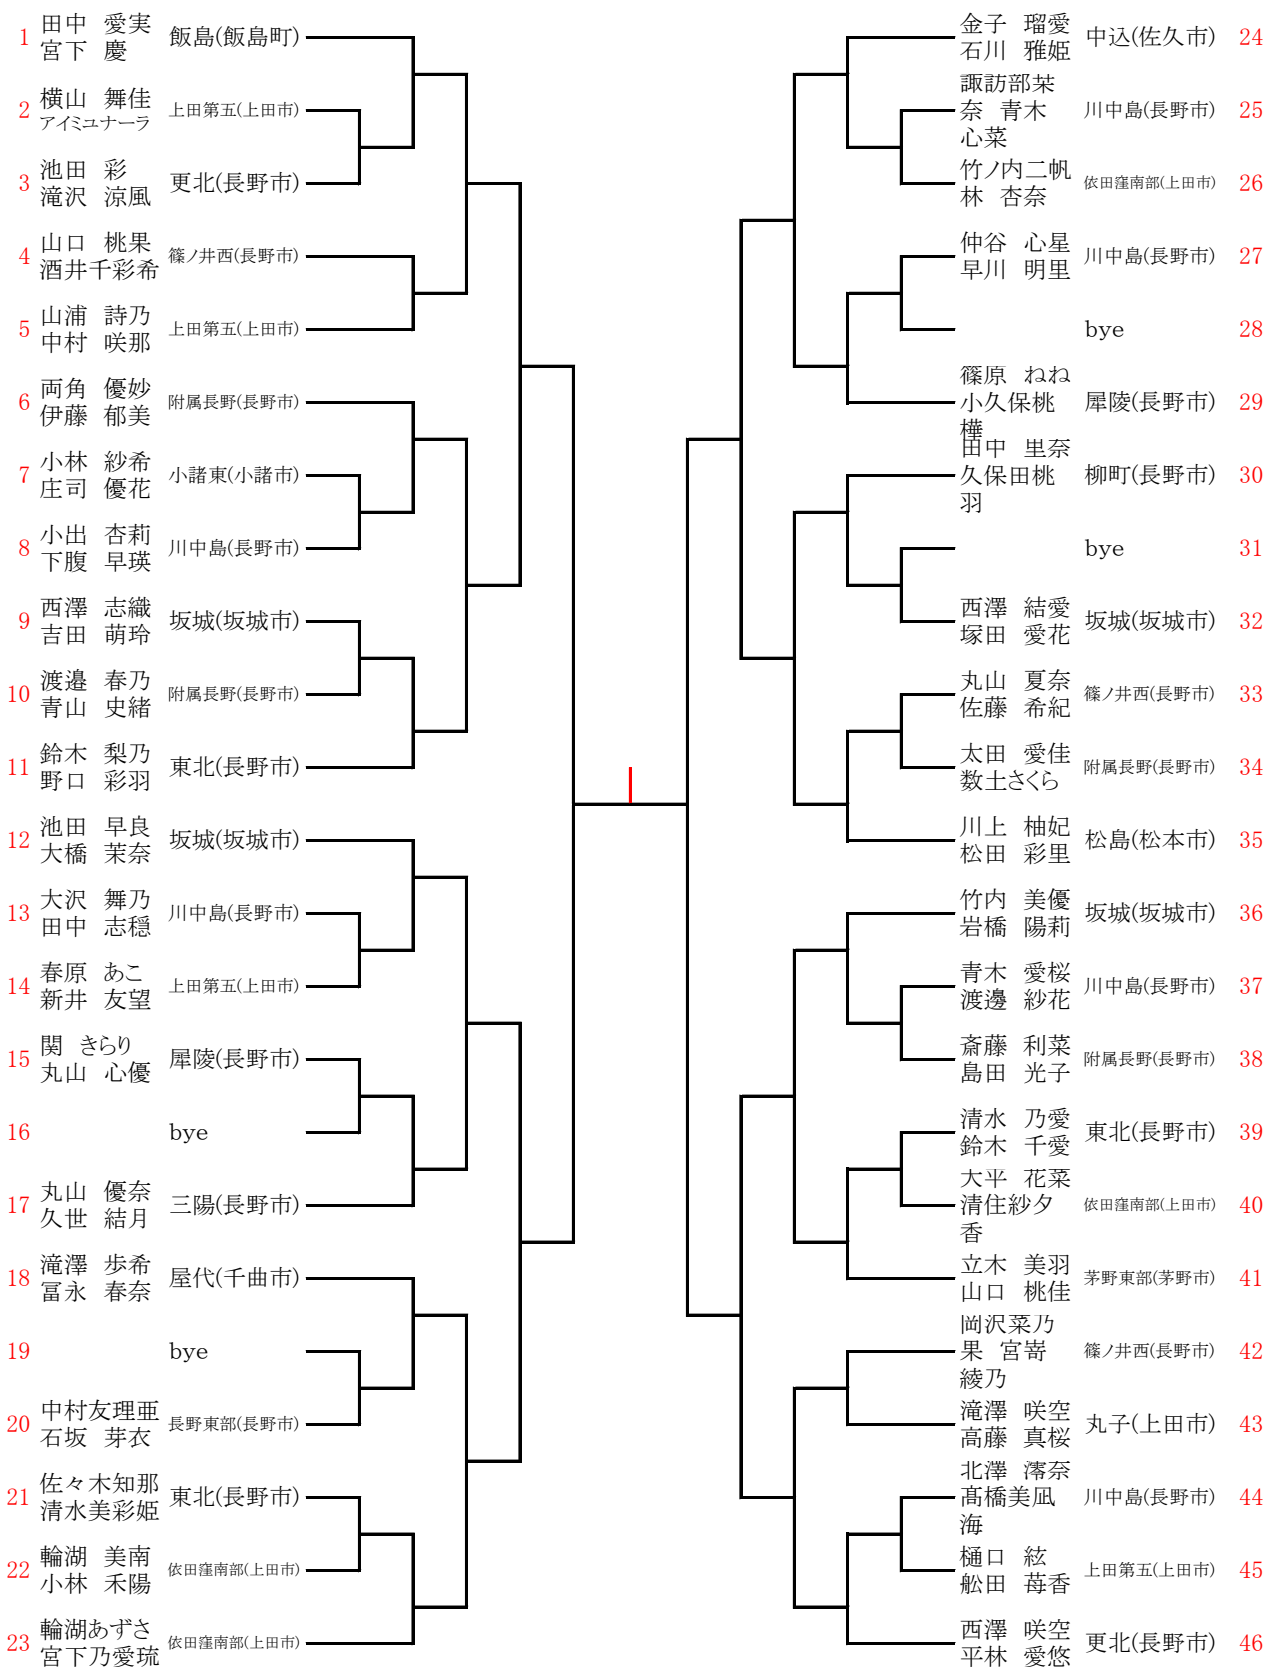 1 田中 愛実
宮下 慶 飯島(飯島町)
2 横山 舞佳
アイミュナーラ 上田第五(上田市)
3 池田 彩
滝沢 涼風 更北(長野市)
4 山口 桃果
酒井千彩希 篠ノ井西(長野市)
5 山浦 詩乃
中村 咲那 上田第五(上田市)
6 両角 優妙
伊藤 郁美 附属長野(長野市)
7 小林 紗希
庄司 優花 小諸東(小諸市)
8 小出 杏莉
下腹 早瑛 川中島(長野市)
9 西澤 志織
吉田 萌玲 坂城(坂城市)
10 渡邉 春乃
青山 史緒 附属長野(長野市)
11 鈴木 梨乃
野口 彩羽 東北(長野市)
12 池田 早良
大橋 茉奈 坂城(坂城市)
13 大沢 舞乃
田中 志穏 川中島(長野市)
14 春原 あこ
新井 友望 上田第五(上田市)
15 関 きらり
丸山 心優 犀陵(長野市)
16 bye
17 丸山 優奈
久世 結月 三陽(長野市)
18 滝澤 歩希
冨永 春奈 屋代(千曲市)
19 bye
20 中村友理亜
石坂 芽衣 長野東部(長野市)
21 佐々木知那
清水美彩姫 東北(長野市)
22 輪湖 美南
小林 禾陽 依田窪南部(上田市)
23 輪湖あずさ
宮下乃愛琉 依田窪南部(上田市)
金子 瑠愛
石川 雅姫 中込(佐久市) 24
諏訪部栞
奈 青木
心菜 川中島(長野市) 25
竹ノ内二帆
林 杏奈 依田窪南部(上田市) 26
仲谷 心星
早川 明里 川中島(長野市) 27
bye 28
篠原 ねね
小久保桃
樺 犀陵(長野市) 29
田中 里奈
久保田桃
羽 柳町(長野市) 30
bye 31
西澤 結愛
塚田 愛花 坂城(坂城市) 32
丸山 夏奈
佐藤 希紀 篠ノ井西(長野市) 33
太田 愛佳
数土さくら 附属長野(長野市) 34
川上 柚妃
松田 彩里 松島(松本市) 35
竹内 美優
岩橋 陽莉 坂城(坂城市) 36
青木 愛桜
渡邊 紗花 川中島(長野市) 37
斎藤 利菜
島田 光子 附属長野(長野市) 38
清水 乃愛
鈴木 千愛 東北(長野市) 39
大平 花菜
清住紗夕
香 依田窪南部(上田市) 40
立木 美羽
山口 桃佳 茅野東部(茅野市) 41
岡沢菜乃
果 宮嵜
綾乃 篠ノ井西(長野市) 42
滝澤 咲空
高藤 真桜 丸子(上田市) 43
北澤 澪奈
髙橋美凪
海 川中島(長野市) 44
樋口 絃
舩田 苺香 上田第五(上田市) 45
西澤 咲空
平林 愛悠 更北(長野市) 46